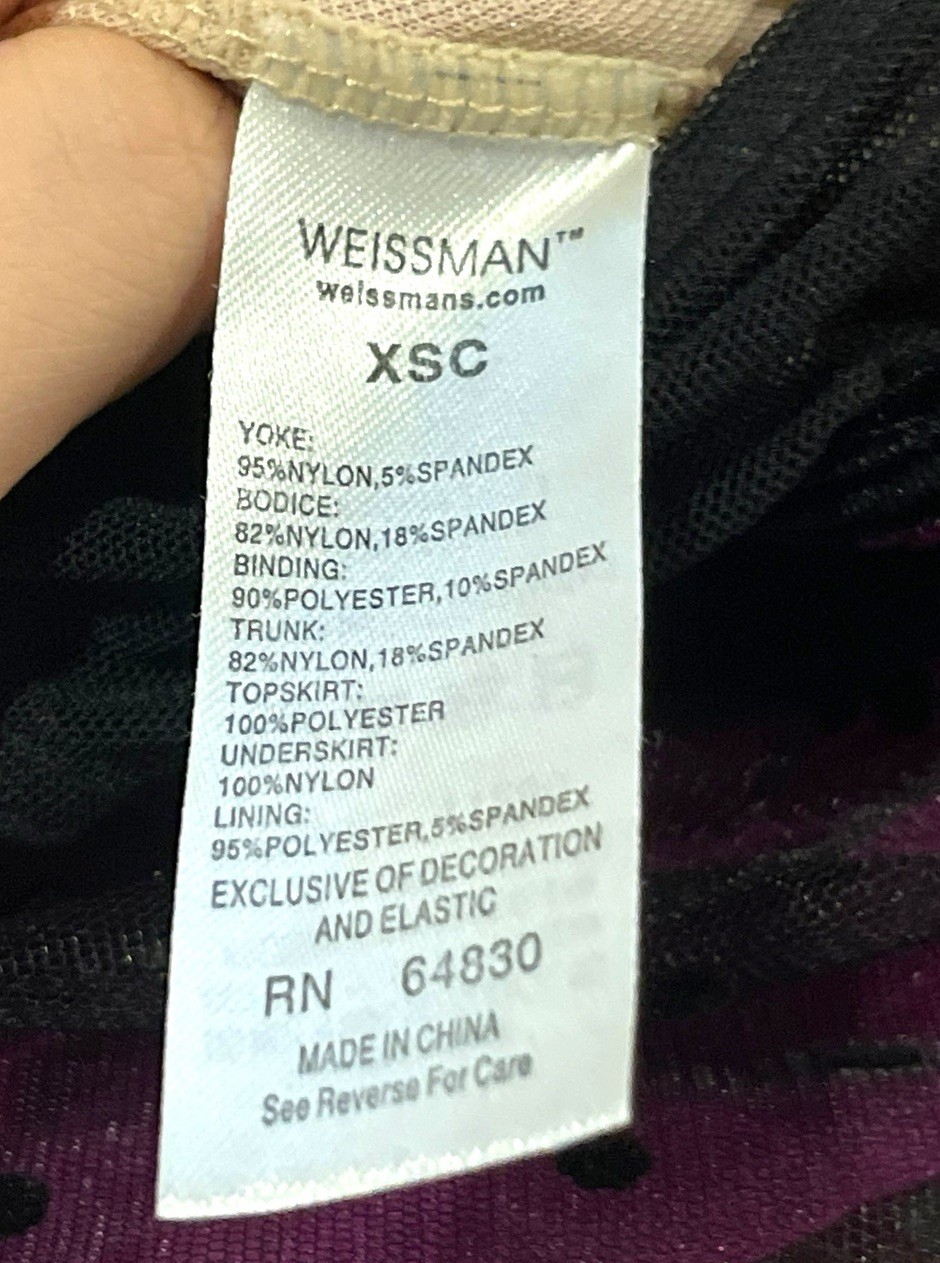 WEISSMAN™
weissmans.com
XSC
YOKE:
95%NYLON,5%SPANDEX
BODICE:
82%NYLON,18%SPANDEX
BINDING:
90%POLYESTER,10%SPANDEX
TRUNK:
82%NYLON,18%SPANDEX
TOPSKIRT:
100%POLYESTER
UNDERSKIRT:
100%NYLON
LINING:
95%POLYESTER,5%SPANDEX
EXCLUSIVE OF DECORATION
AND ELASTIC
RN 64830
MADE IN CHINA
See Reverse For Care